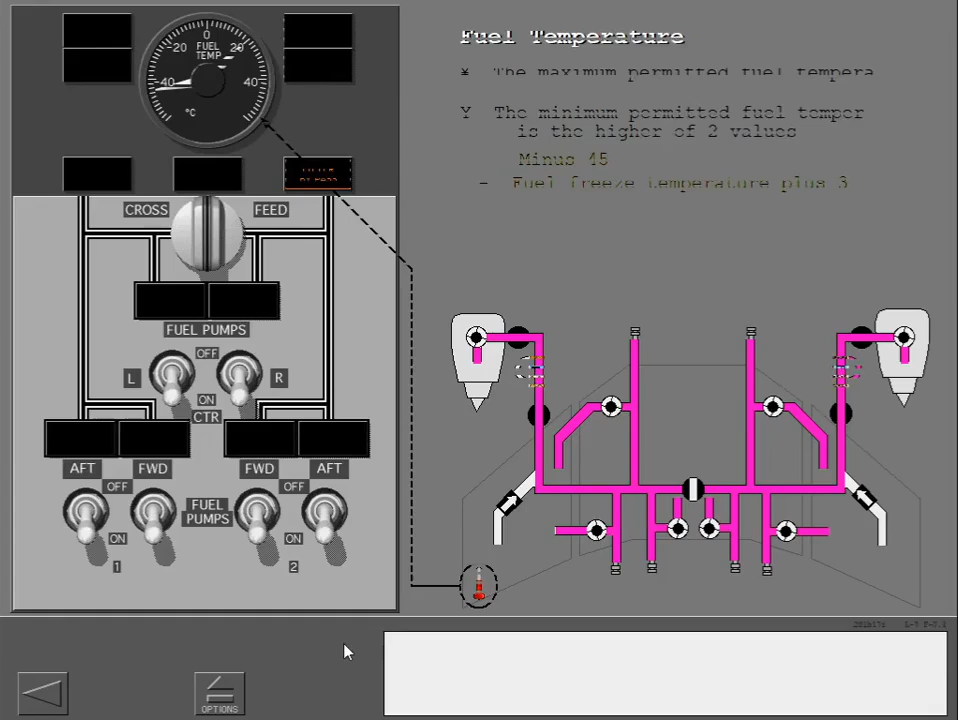 Fuel Temperature
¥ The maximum permitted fuel tempera
Y The minimum permitted fuel temper
is the higher of 2 values
Minus 45
- Fuel freeze temperature plus 3
0
20
20
40
40
FUEL
TEMP
°C
CROSS
FEED
FUEL PUMPS
OFF
L
R
ON
CTR
AFT
FWD
FWD
AFT
OFF
FUEL
PUMPS
OFF
ON
ON
1
2
OPTIONS